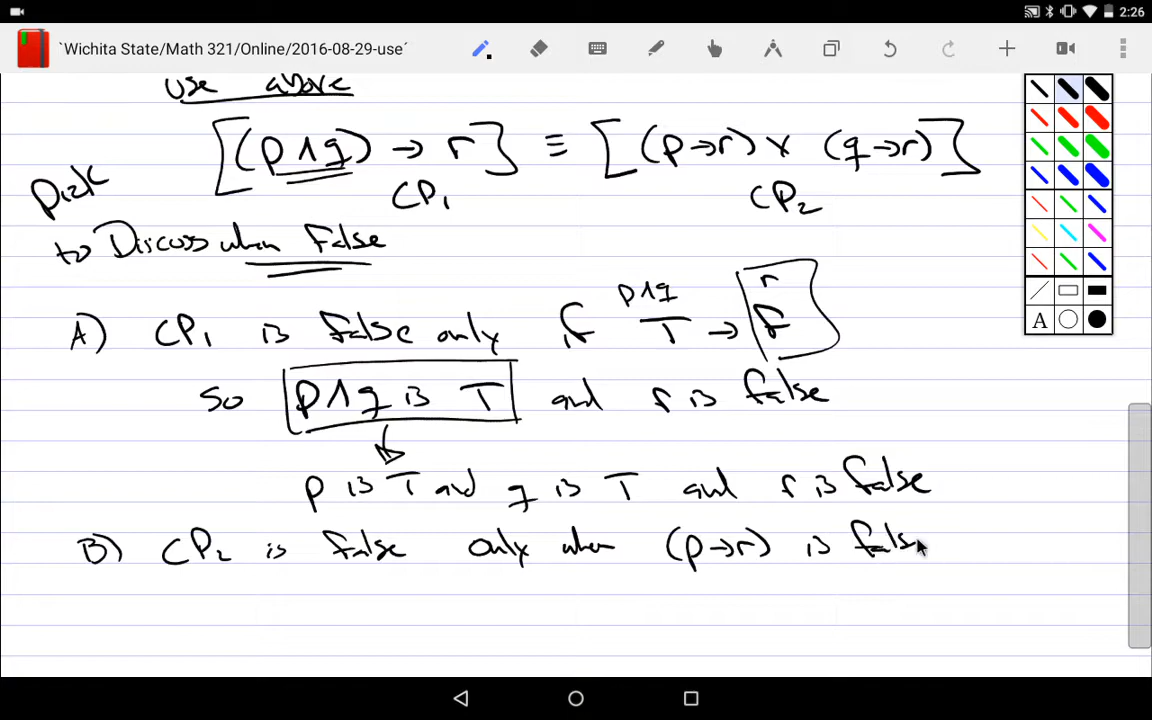 2:26
`Wichita State/Math 321/Online/2016-08-29-use´
use above
[(p∧q) → r] ≡ [(p→r) ∨ (q→r)]
CP1 CP2
Pick
to Discuss when False
p∧q r
A) CP1 is false only if T → F
so p∧q is T and r is false
p is T and q is T and r is false
B) CP2 is false only when (p→r) is false
A